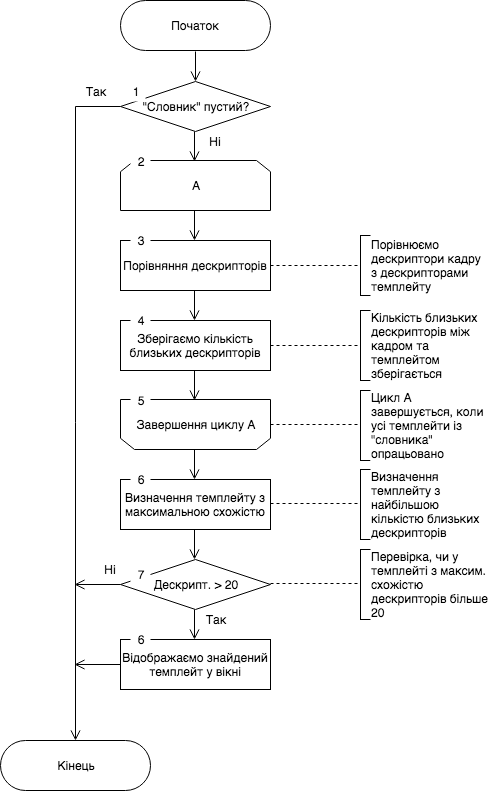 Початок
1
Так
"Словник" пустий?
Ні
2
А
3
Порівняння дескрипторів
Порівнюємо
дескриптори кадру
з дескрипторами
темплейту
4
Зберігаємо кількість
близьких дескрипторів
Кількість близьких
дескрипторів між
кадром та
темплейтом
зберігається
5
Завершення циклу А
Цикл А
завершується, коли
усі темплейти із
"словника"
опрацьовано
6
Визначення темплейту з
максимальною схожістю
Визначення
темплейту з
найбільшою
кількістю близьких
дескрипторів
Ні
7
Дескрипт. > 20
Перевірка, чи у
темплейті з максим.
схожістю
дескрипторів більше
20
Так
6
Відображаємо знайдений
темплейт у вікні
Кінець